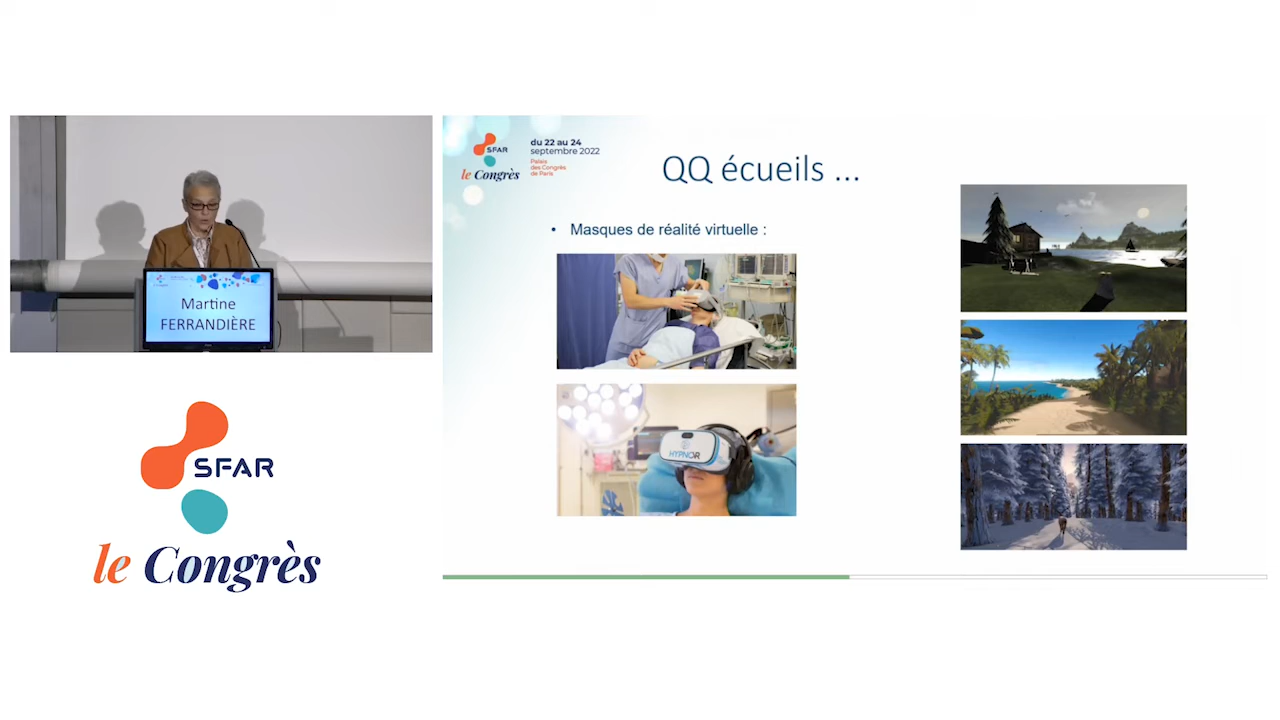 Martine
FERRANDIÈRE
SFAR
le Congrès
SFAR
le Congrès
du 22 au 24
septembre 2022
Palais
des Congrès
de Paris
QQ écueils ...
• Masques de réalité virtuelle :
HYPNOR